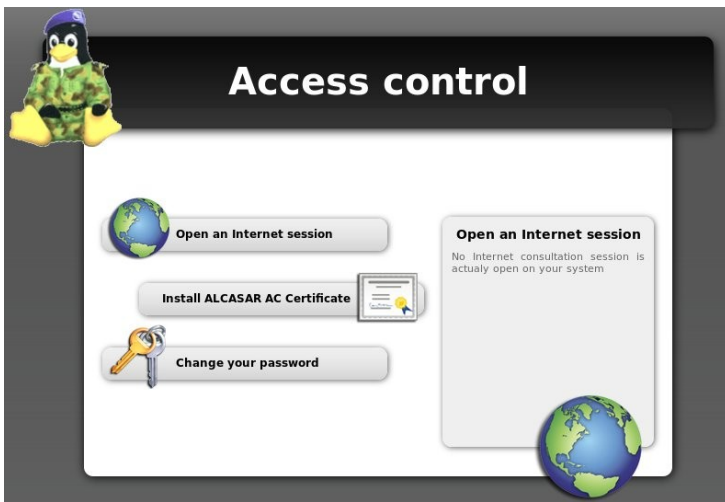 Access control
Open an Internet session
Install ALCASAR AC Certificate
Change your password
Open an Internet session
No Internet consultation session is
actualy open on your system